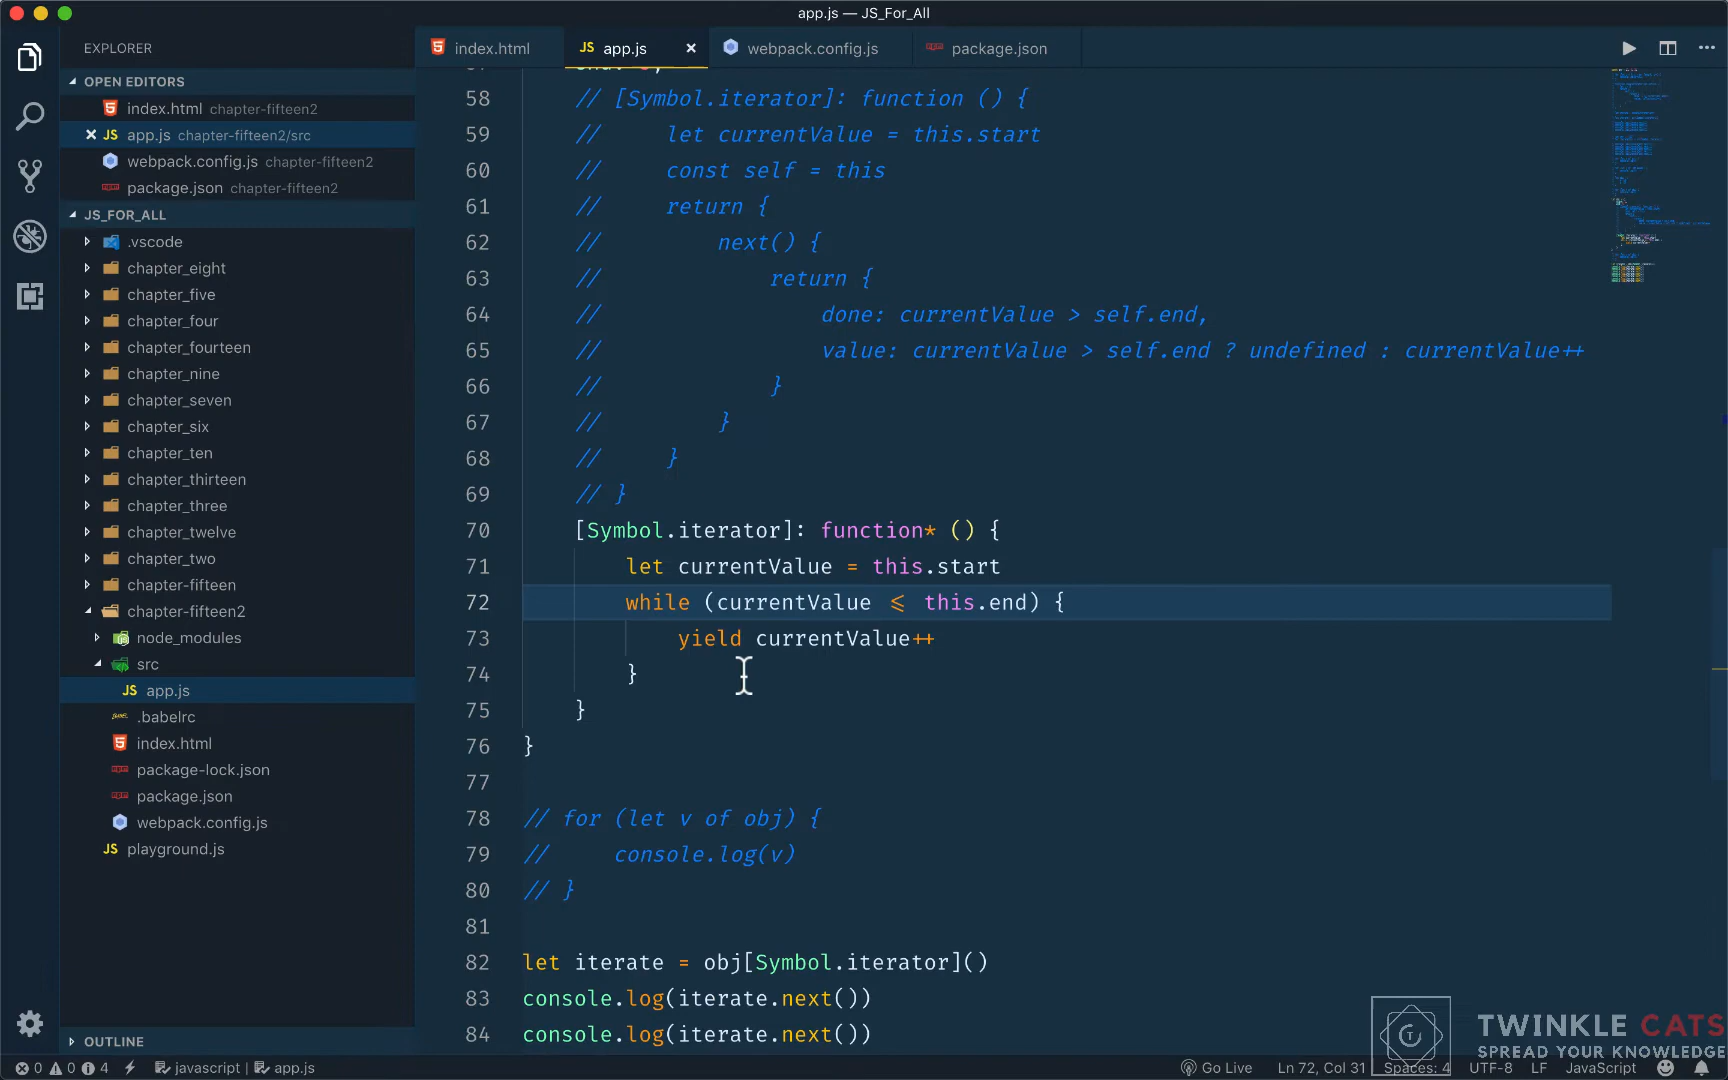 app.js — JS_For_All
EXPLORER
index.html
JS app.js
webpack.config.js
package.json
OPEN EDITORS
index.html chapter-fifteen2
JS app.js chapter-fifteen2/src
webpack.config.js chapter-fifteen2
package.json chapter-fifteen2
JS_FOR_ALL
.vscode
chapter_eight
chapter_five
chapter_four
chapter_fourteen
chapter_nine
chapter_seven
chapter_six
chapter_ten
chapter_thirteen
chapter_three
chapter_twelve
chapter_two
chapter-fifteen
chapter-fifteen2
node_modules
src
JS app.js
.babelrc
index.html
package-lock.json
package.json
webpack.config.js
JS playground.js
OUTLINE
58 // [Symbol.iterator]: function () {
59 // let currentValue = this.start
60 // const self = this
61 // return {
62 // next() {
63 // return {
64 // done: currentValue > self.end,
65 // value: currentValue > self.end ? undefined : currentValue++
66 // }
67 // }
68 // }
69 // }
70 [Symbol.iterator]: function* () {
71 let currentValue = this.start
72 while (currentValue <= this.end) {
73 yield currentValue++
74 }
75 }
76 }
77
78 // for (let v of obj) {
79 // console.log(v)
80 // }
81
82 let iterate = obj[Symbol.iterator]()
83 console.log(iterate.next())
84 console.log(iterate.next())
TWINKLE CATS
SPREAD YOUR KNOWLEDGE
0 0 4 javascript | app.js Go Live Ln 72, Col 31 Spaces: 4 UTF-8 LF JavaScript